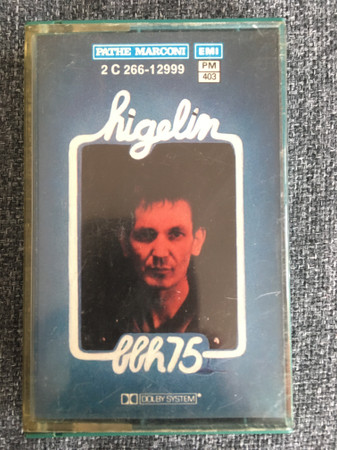 PATHE MARCONI EMI
2 C 266-12999 PM
403
higelin
bbh75
DOLBY SYSTEM